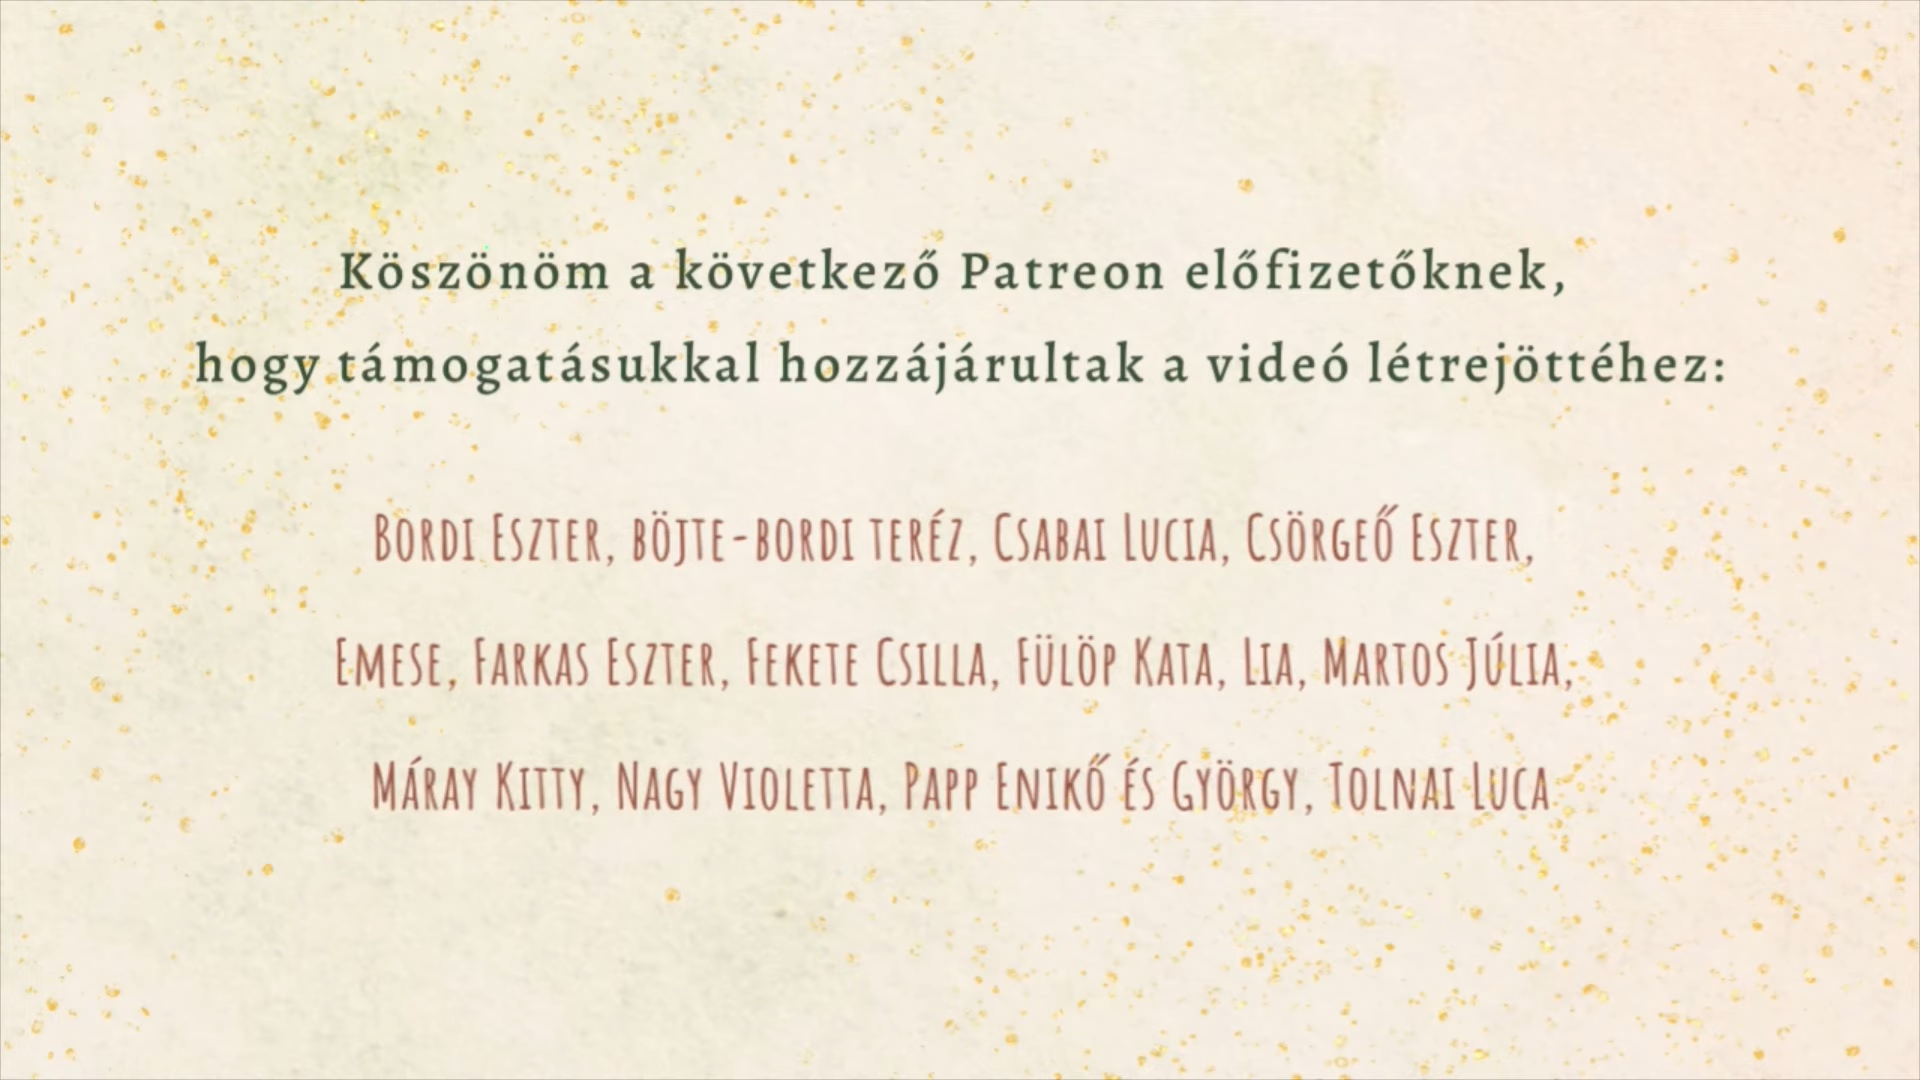 Köszönöm a következő Patreon előfizetőknek,
hogy támogatásukkal hozzájárultak a videó létrejöttéhez:
Bordi Eszter, böjte-bordi teréz, Csabai Lucia, Csörgeő Eszter,
Emese, Farkas Eszter, Fekete Csilla, Fülöp Kata, Lia, Martos Júlia,
Máray Kitty, Nagy Violetta, Papp Enikő és György, Tolnai Luca